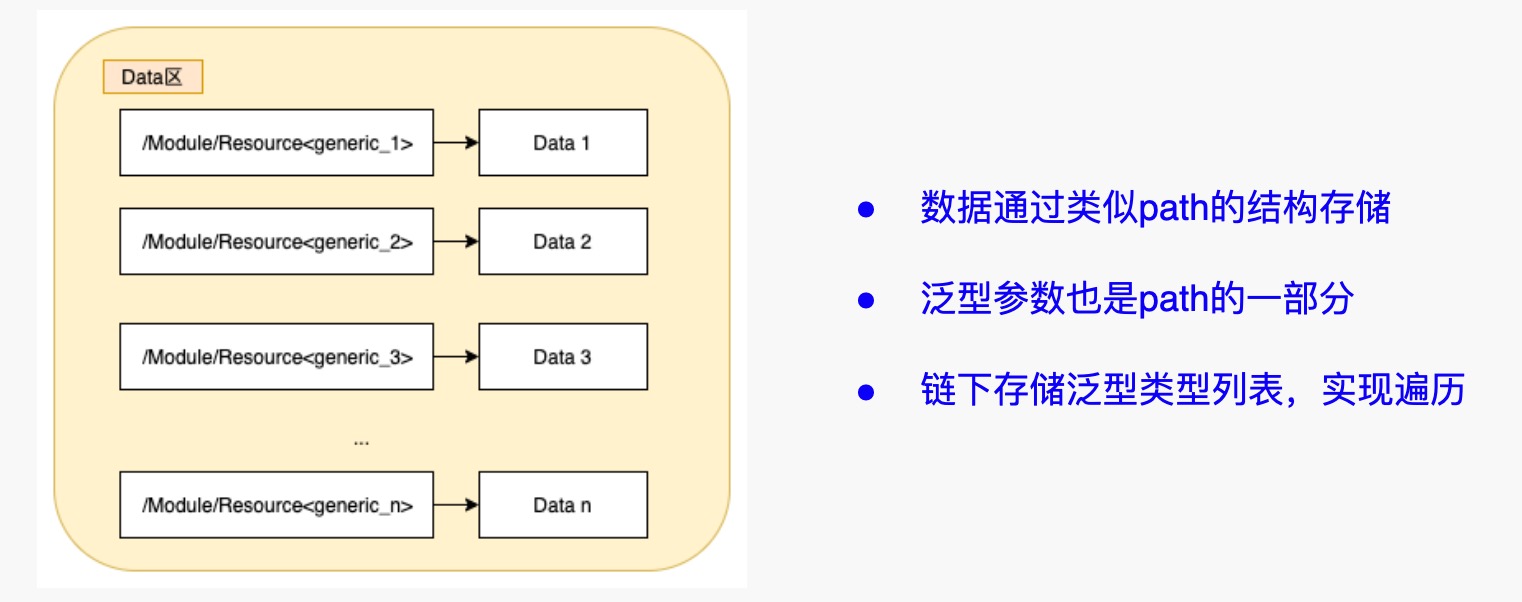 Data区
/Module/Resource<generic_1>
Data 1
/Module/Resource<generic_2>
Data 2
/Module/Resource<generic_3>
Data 3
...
/Module/Resource<generic_n>
Data n
● 数据通过类似path的结构存储
● 泛型参数也是path的一部分
● 链下存储泛型类型列表，实现遍历